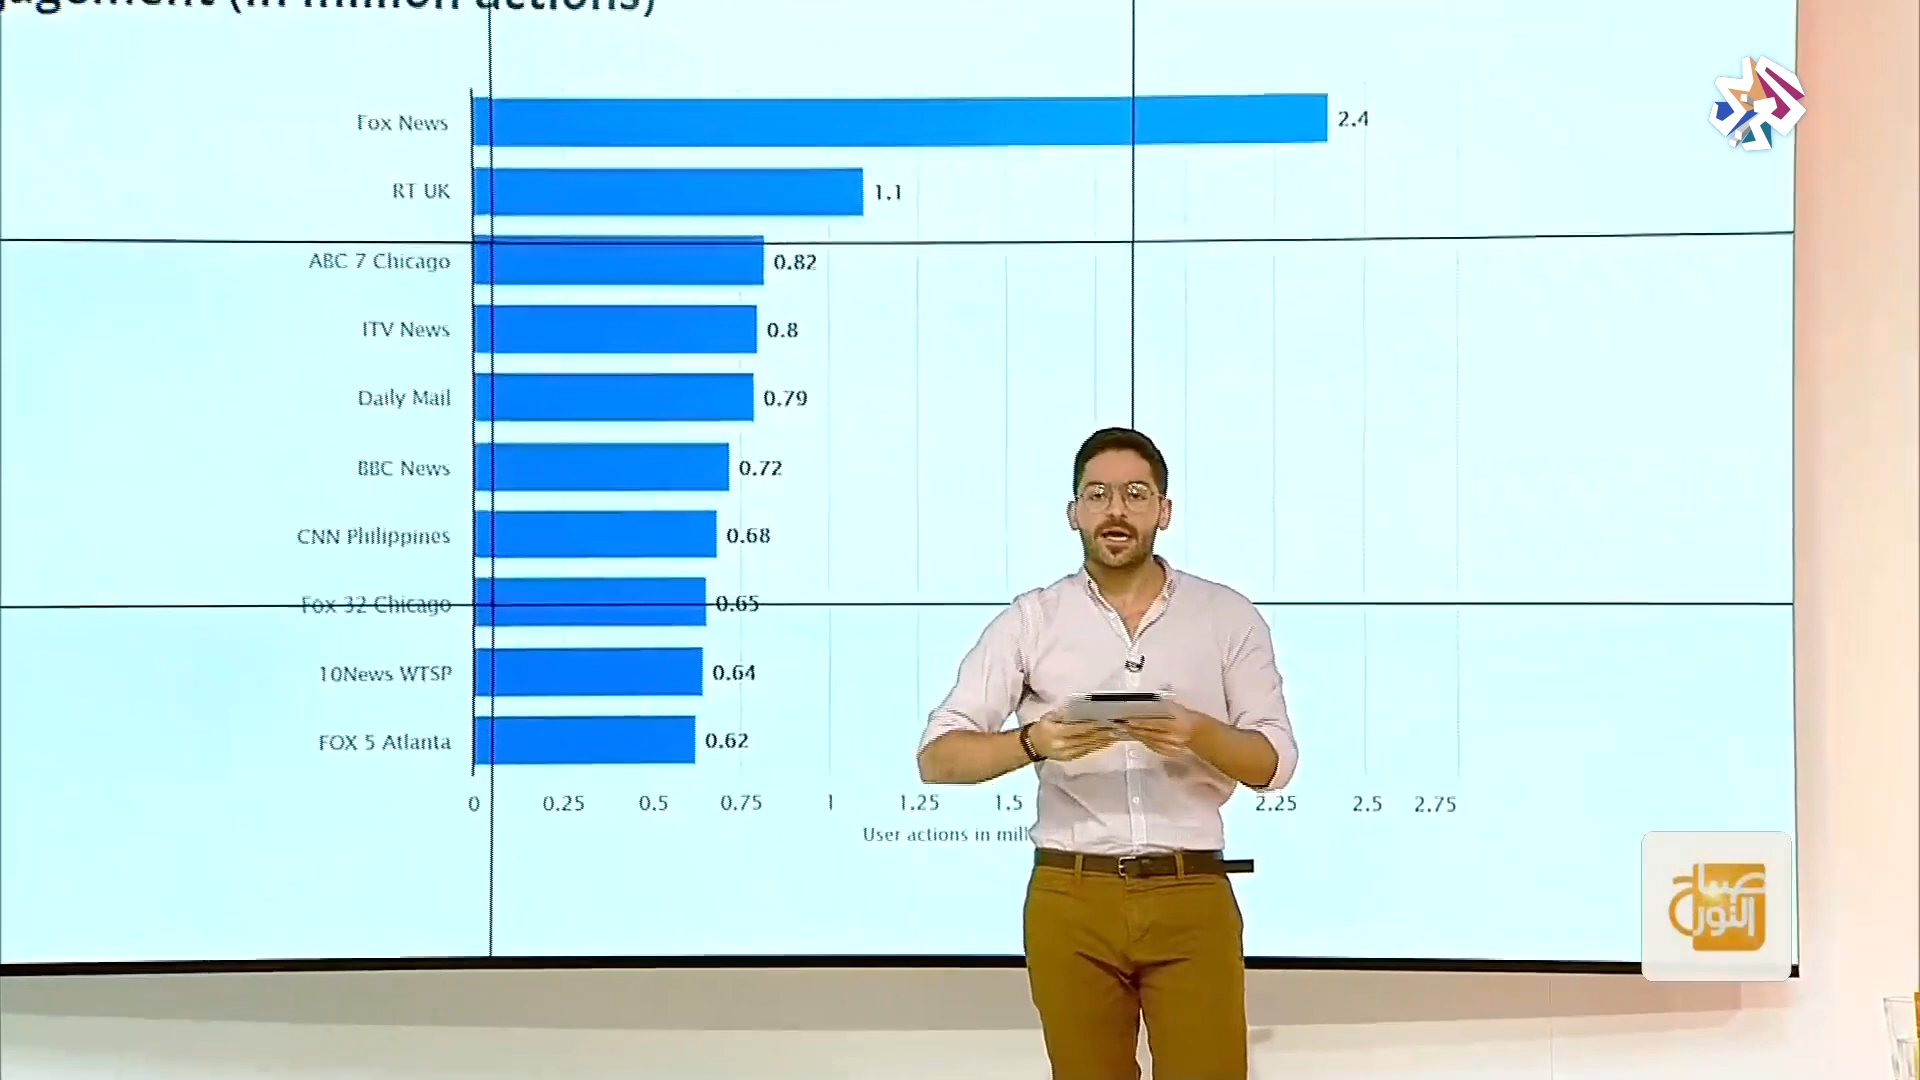 (in million actions)
Fox News 2.4
RT UK 1.1
ABC 7 Chicago 0.82
ITV News 0.8
Daily Mail 0.79
BBC News 0.72
CNN Philippines 0.68
Fox 32 Chicago 0.65
10News WTSP 0.64
FOX 5 Atlanta 0.62
0 0.25 0.5 0.75 1 1.25 1.5 2.25 2.5 2.75
User actions in mill
صباح
النور